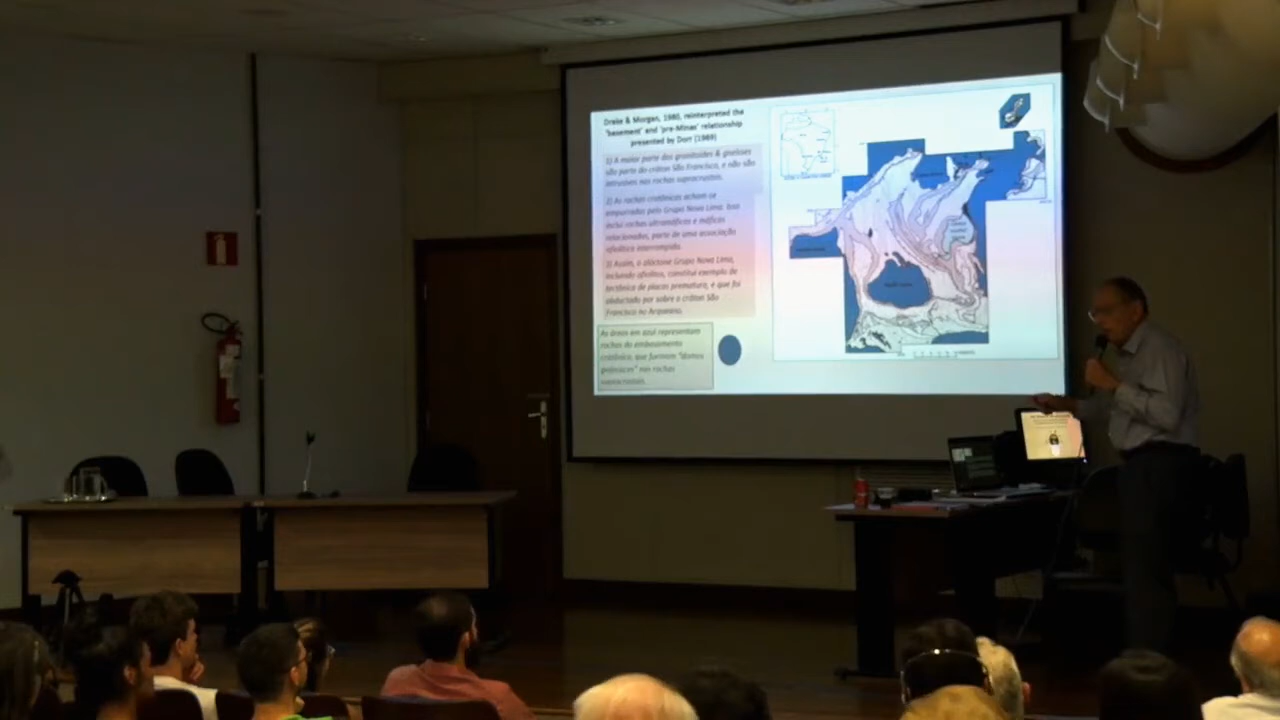 Drake & Morgan, 1980, reinterpreted the
'basement' and 'pre-Minas' relationship
presented by Dorr (1969)
1) A maior parte dos granitoides & gnaisses
são parte do cráton São Francisco, e não são
intrusivos nas rochas supracrustais.
2) As rochas cratônicas acham-se
empurradas pelo Grupo Nova Lima. Isso
inclui rochas ultramáficas e máficas
relacionadas, parte de uma associação
ofiolítica interrompida.
3) Assim, o alóctone Grupo Nova Lima,
incluindo ofiolitos, constitui exemplo de
tectônica de placas prematura, e que foi
obductado por sobre o cráton São
Francisco no Arqueano.
As áreas em azul representam
rochas do embasamento
cratônico, que formam "domos
gnáissicos" nas rochas
supracrustais.